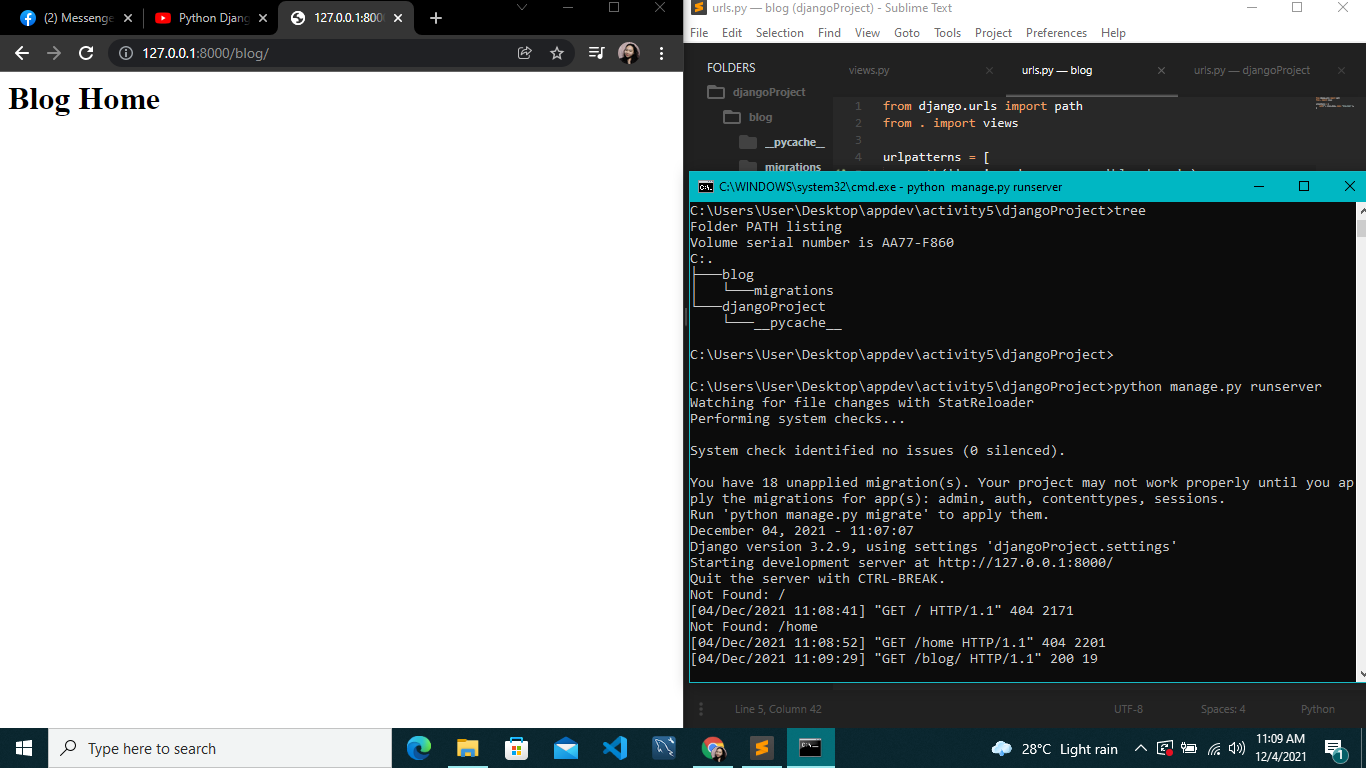 (2) Messenge
Python Djang
127.0.0.1:800
127.0.0.1:8000/blog/
Blog Home
urls.py — blog (djangoProject) - Sublime Text
File Edit Selection Find View Goto Tools Project Preferences Help
FOLDERS
djangoProject
blog
__pycache__
migrations
views.py
urls.py — blog
urls.py — djangoProject
1 from django.urls import path
2 from . import views
3
4 urlpatterns = [
C:\WINDOWS\system32\cmd.exe - python manage.py runserver
C:\Users\User\Desktop\appdev\activity5\djangoProject>tree
Folder PATH listing
Volume serial number is AA77-F860
C:.
├───blog
│   └───migrations
└───djangoProject
    └───__pycache__
C:\Users\User\Desktop\appdev\activity5\djangoProject>
C:\Users\User\Desktop\appdev\activity5\djangoProject>python manage.py runserver
Watching for file changes with StatReloader
Performing system checks...
System check identified no issues (0 silenced).
You have 18 unapplied migration(s). Your project may not work properly until you ap
ply the migrations for app(s): admin, auth, contenttypes, sessions.
Run 'python manage.py migrate' to apply them.
December 04, 2021 - 11:07:07
Django version 3.2.9, using settings 'djangoProject.settings'
Starting development server at http://127.0.0.1:8000/
Quit the server with CTRL-BREAK.
Not Found: /
[04/Dec/2021 11:08:41] "GET / HTTP/1.1" 404 2171
Not Found: /home
[04/Dec/2021 11:08:52] "GET /home HTTP/1.1" 404 2201
[04/Dec/2021 11:09:29] "GET /blog/ HTTP/1.1" 200 19
Line 5, Column 42
UTF-8
Spaces: 4
Python
Type here to search
28°C Light rain
11:09 AM
12/4/2021
1